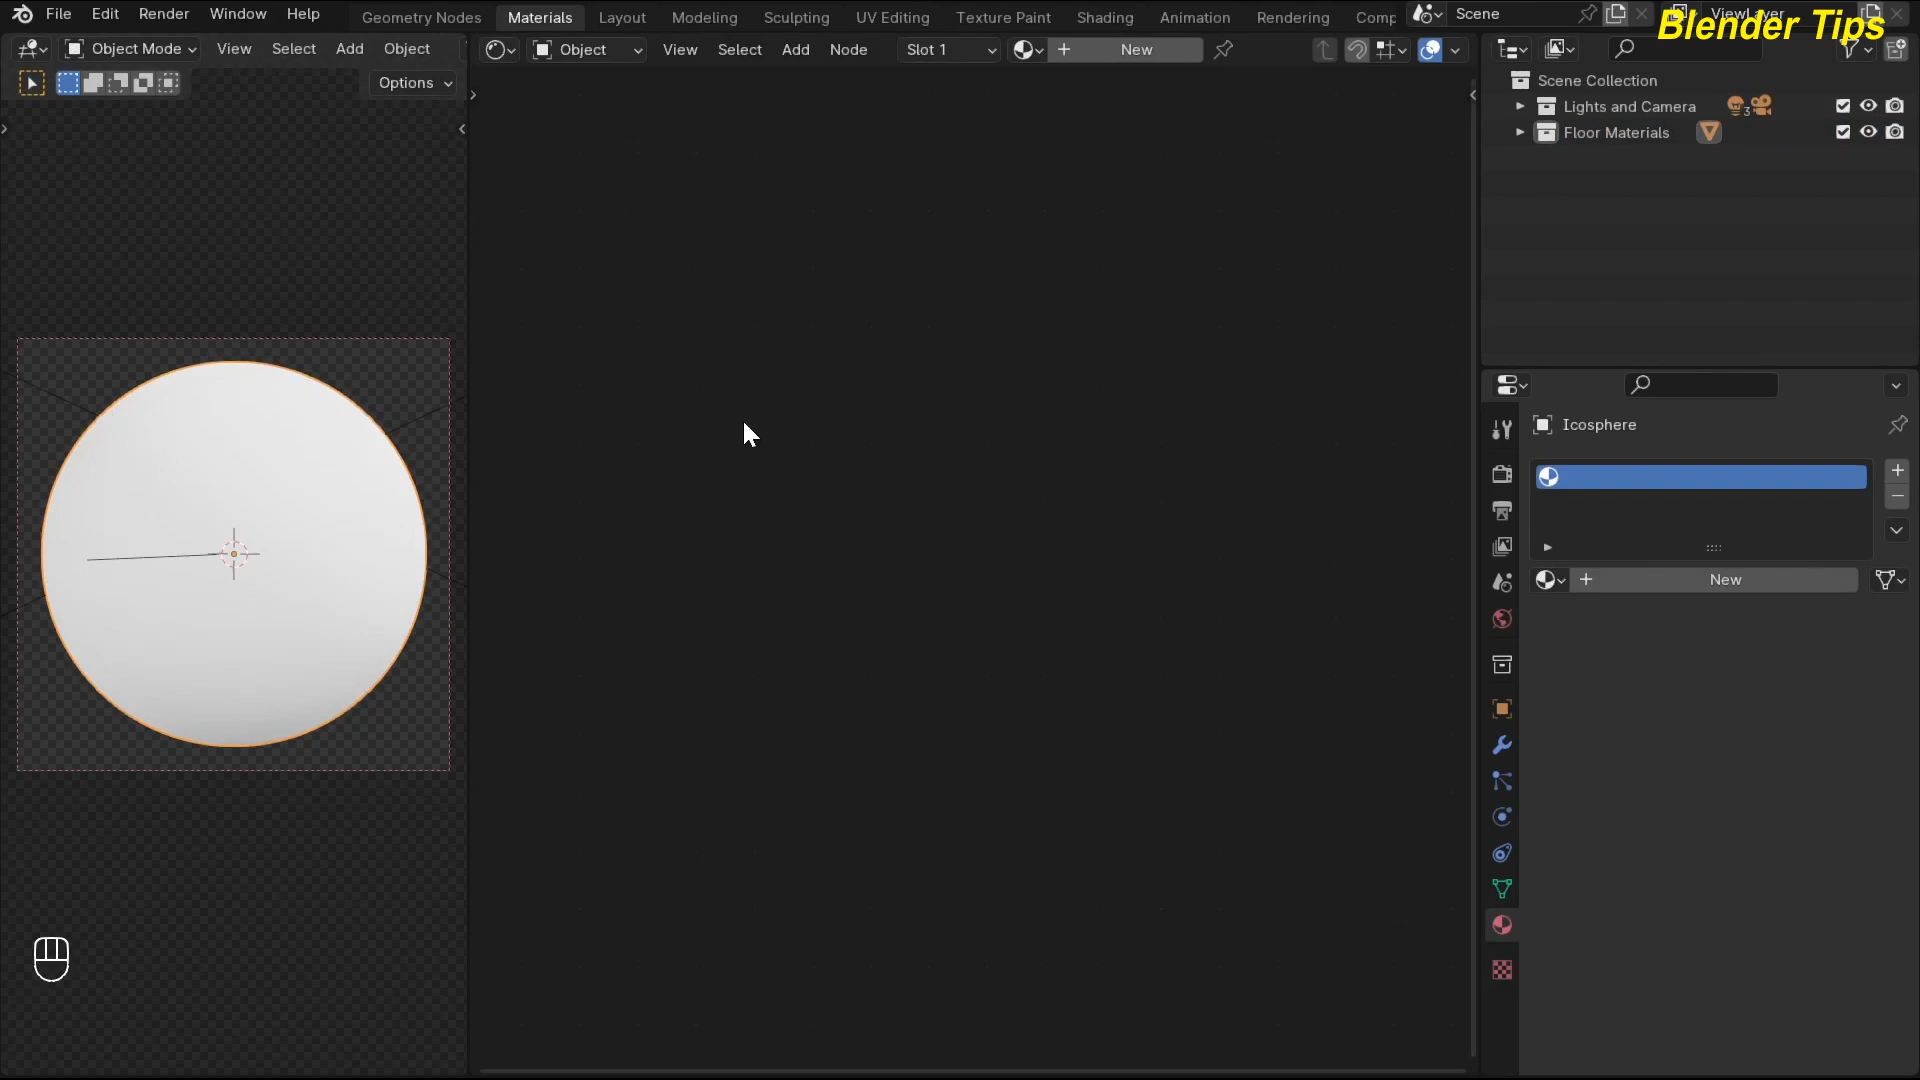 File Edit Render Window Help Geometry Nodes Materials Layout Modeling Sculpting UV Editing Texture Paint Shading Animation Rendering Comp Scene ViewLayer
Blender Tips
Object Mode View Select Add Object Object View Select Add Node Slot 1 New
Options
Scene Collection
Lights and Camera 3
Floor Materials
Icosphere
New